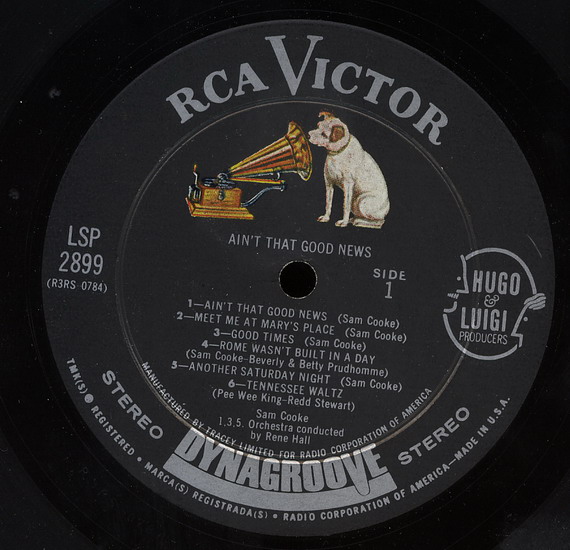 RCA VICTOR
AIN'T THAT GOOD NEWS
LSP
2899
(R3RS 0784)
SIDE
1
HUGO
&
LUIGI
PRODUCERS
1—AIN'T THAT GOOD NEWS (Sam Cooke)
2—MEET ME AT MARY'S PLACE (Sam Cooke)
3—GOOD TIMES (Sam Cooke)
4—ROME WASN'T BUILT IN A DAY
(Sam Cooke-Beverly & Betty Prudhomme)
5—ANOTHER SATURDAY NIGHT (Sam Cooke)
6—TENNESSEE WALTZ
(Pee Wee King-Redd Stewart)
Sam Cooke
1.3.5. Orchestra conducted
by Rene Hall
MANUFACTURED BY TRACEY LIMITED FOR RADIO CORPORATION OF AMERICA
STEREO
DYNAGROOVE
STEREO
TMK(S) ● REGISTERED • MARCA(S) REGISTRADA(S) • RADIO CORPORATION OF AMERICA—MADE IN U.S.A.